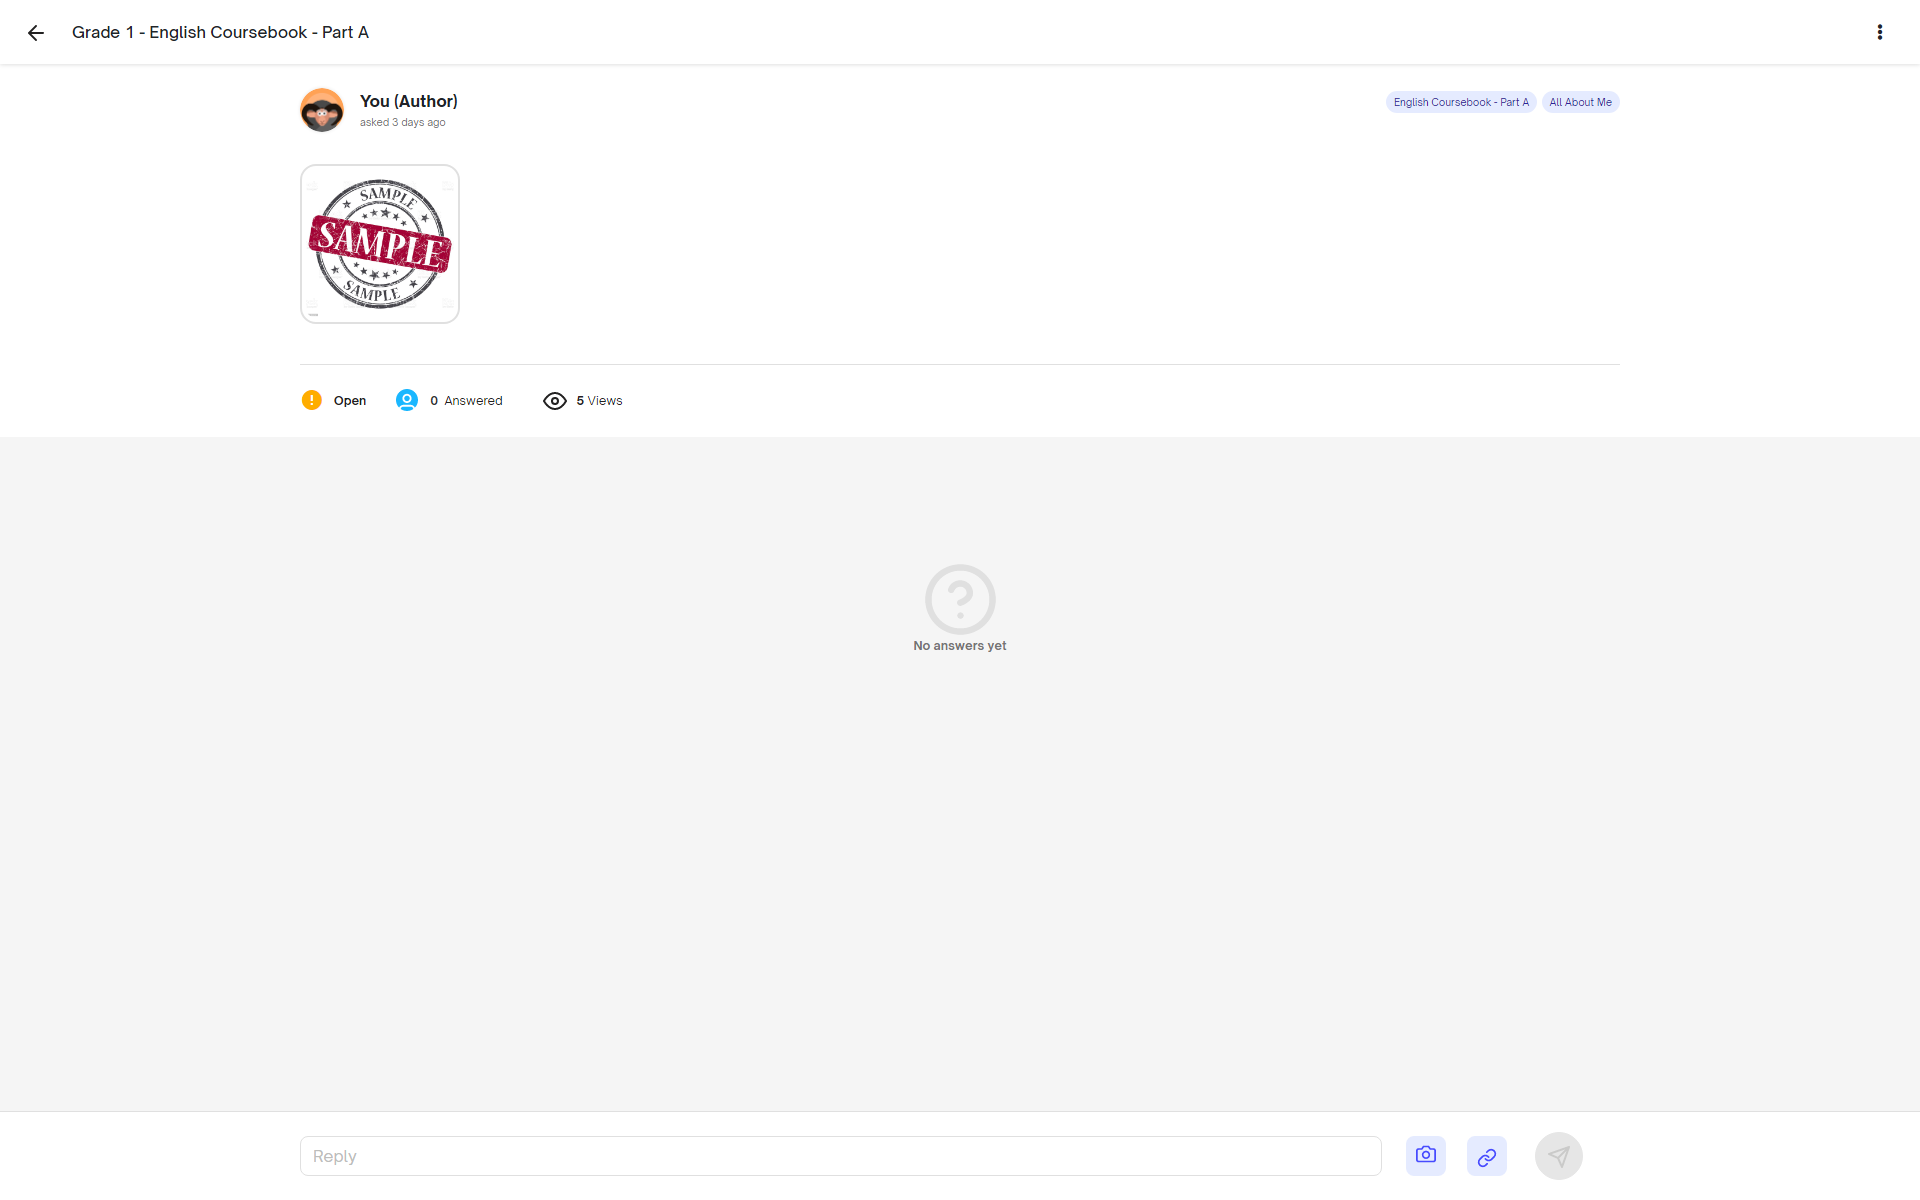 Grade 1 - English Coursebook - Part A
You (Author)
asked 3 days ago
English Coursebook - Part A
All About Me
SAMPLE
SAMPLE
SAMPLE
Open
0 Answered
5 Views
No answers yet
Reply